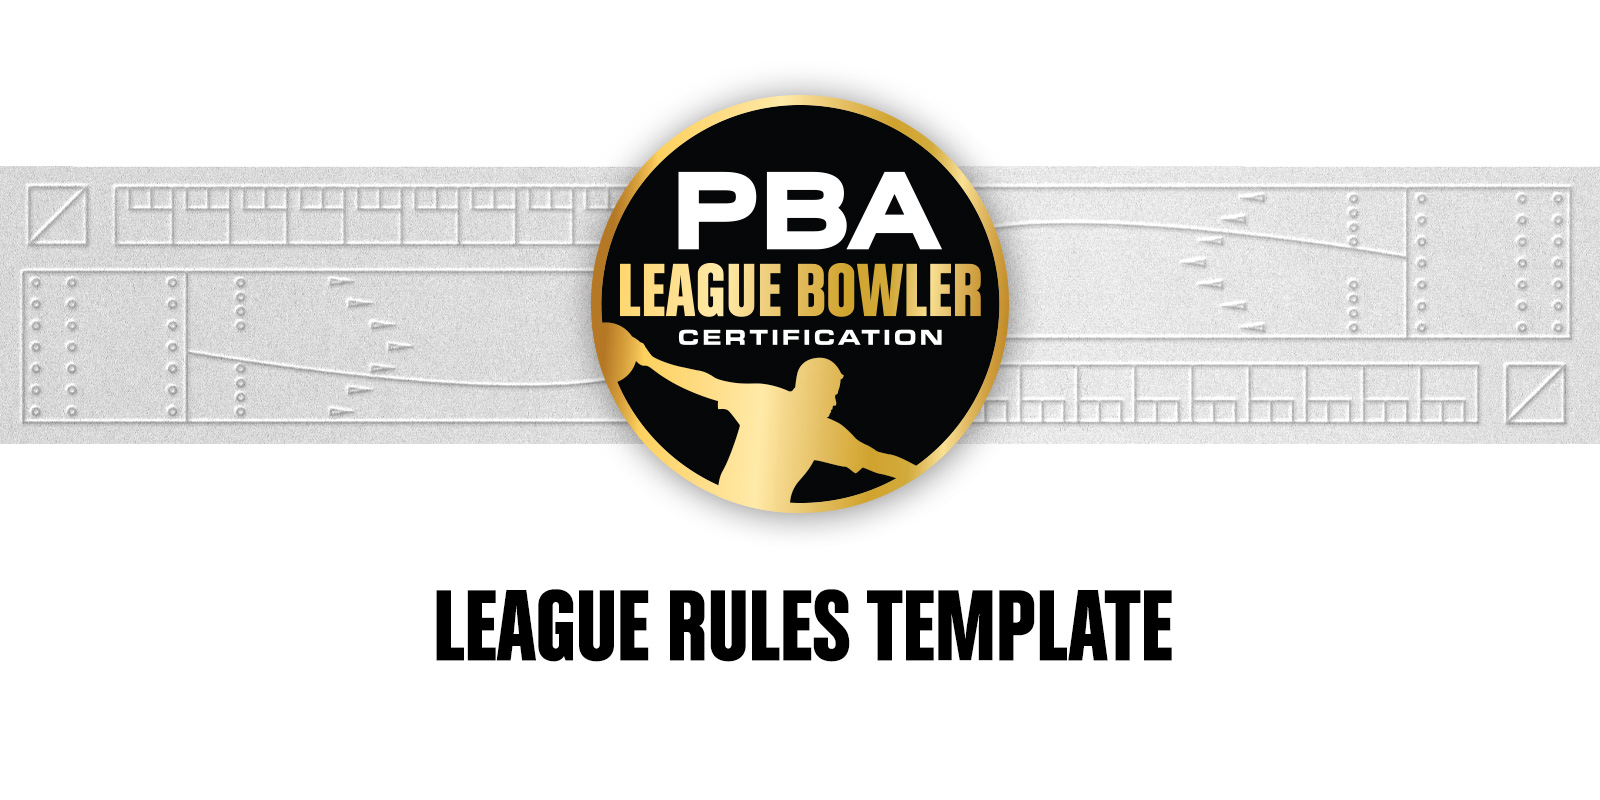 PBA
LEAGUE BOWLER
CERTIFICATION
LEAGUE RULES TEMPLATE